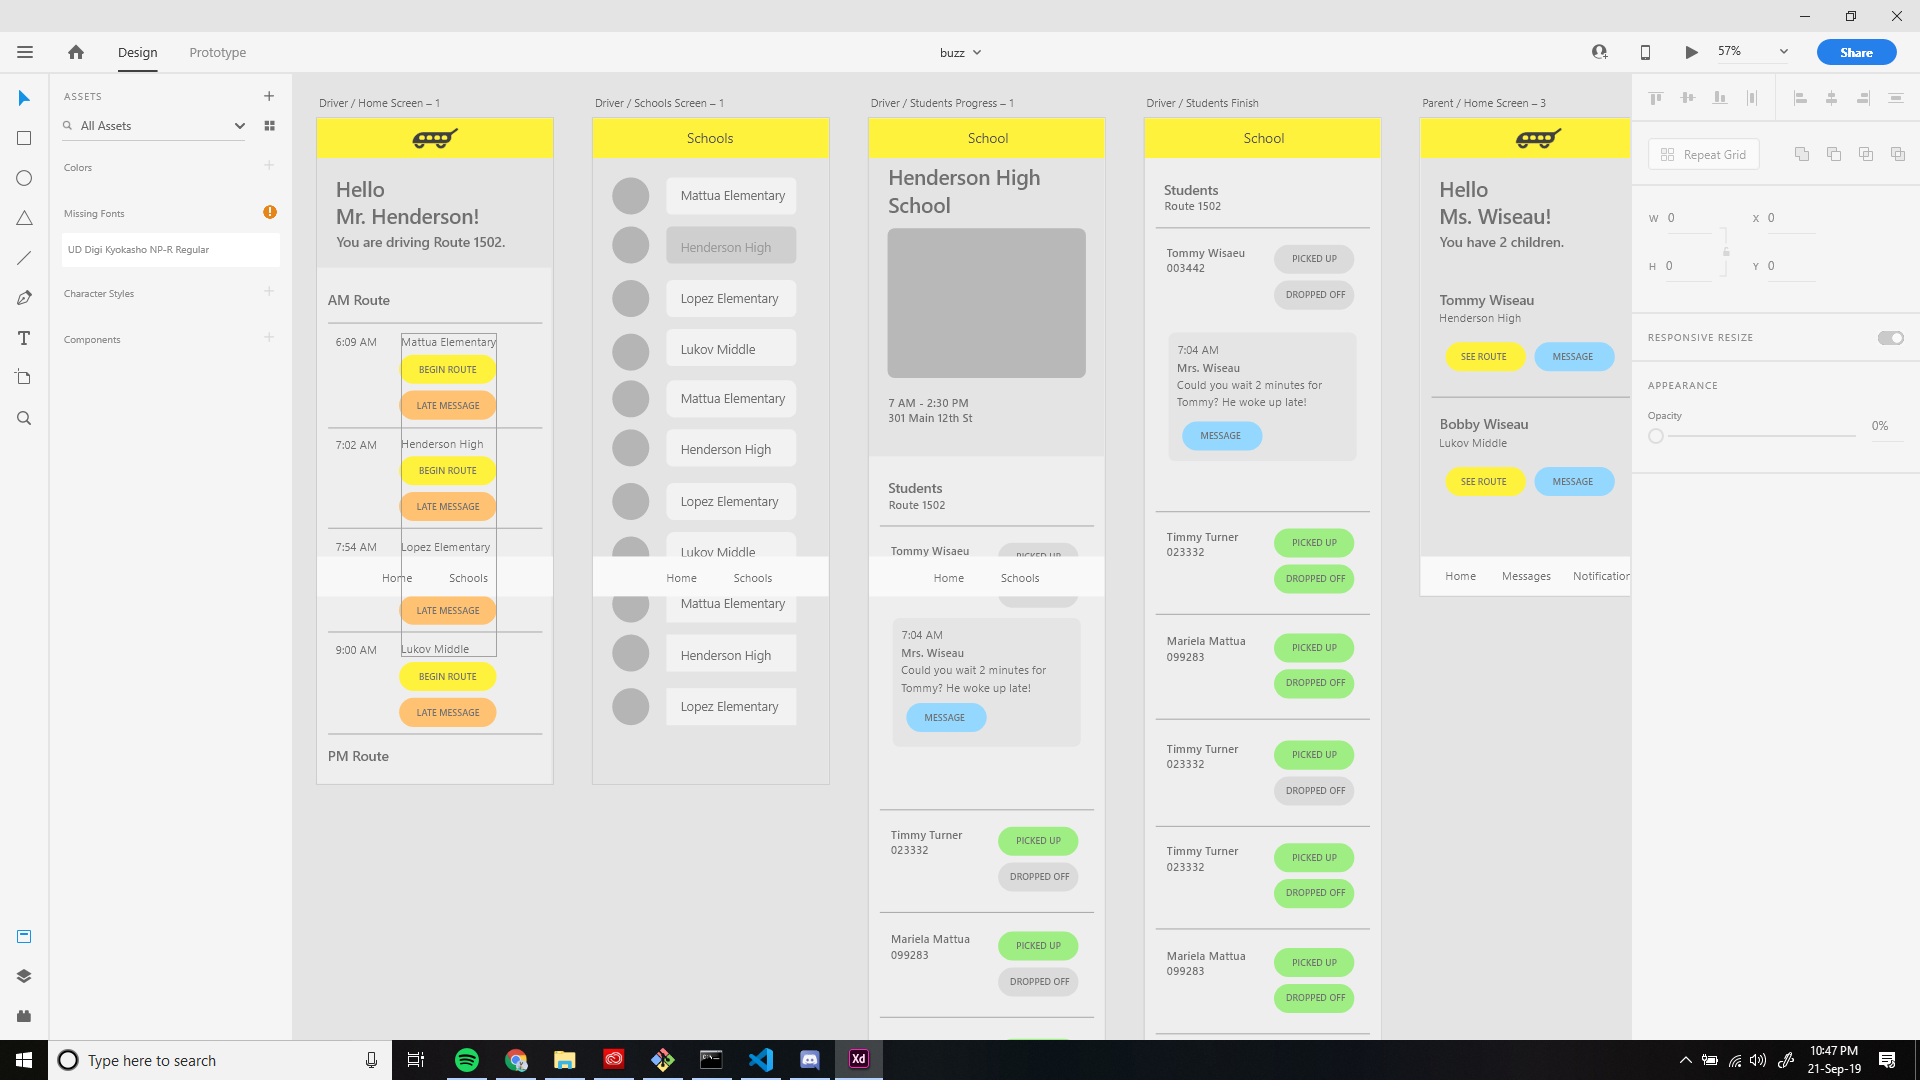 Design
Prototype
buzz
57%
Share
ASSETS
All Assets
Colors
Missing Fonts
UD Digi Kyokasho NP-R Regular
Character Styles
Components
Driver / Home Screen – 1
Hello
Mr. Henderson!
You are driving Route 1502.
AM Route
6:09 AM
Mattua Elementary
BEGIN ROUTE
LATE MESSAGE
7:02 AM
Henderson High
BEGIN ROUTE
LATE MESSAGE
7:54 AM
Lopez Elementary
Home
Schools
LATE MESSAGE
9:00 AM
Lukov Middle
BEGIN ROUTE
LATE MESSAGE
PM Route
Driver / Schools Screen – 1
Schools
Mattua Elementary
Henderson High
Lopez Elementary
Lukov Middle
Mattua Elementary
Henderson High
Lopez Elementary
Lukov Middle
Home
Schools
Mattua Elementary
Henderson High
Lopez Elementary
Driver / Students Progress – 1
School
Henderson High
School
7 AM - 2:30 PM
301 Main 12th St
Students
Route 1502
Tommy Wisaeu
PICKED UP
Home
Schools
7:04 AM
Mrs. Wiseau
Could you wait 2 minutes for
Tommy? He woke up late!
MESSAGE
Timmy Turner
023332
PICKED UP
DROPPED OFF
Mariela Mattua
099283
PICKED UP
DROPPED OFF
Driver / Students Finish
School
Students
Route 1502
Tommy Wisaeu
003442
PICKED UP
DROPPED OFF
7:04 AM
Mrs. Wiseau
Could you wait 2 minutes for
Tommy? He woke up late!
MESSAGE
Timmy Turner
023332
PICKED UP
DROPPED OFF
Mariela Mattua
099283
PICKED UP
DROPPED OFF
Timmy Turner
023332
PICKED UP
DROPPED OFF
Timmy Turner
023332
PICKED UP
DROPPED OFF
Mariela Mattua
099283
PICKED UP
DROPPED OFF
Parent / Home Screen – 3
Hello
Ms. Wiseau!
You have 2 children.
Tommy Wiseau
Henderson High
SEE ROUTE
MESSAGE
Bobby Wiseau
Lukov Middle
SEE ROUTE
MESSAGE
Home
Messages
Notification
Repeat Grid
W 0
X 0
H 0
Y 0
RESPONSIVE RESIZE
APPEARANCE
Opacity
0%
Type here to search
Xd
10:47 PM
21-Sep-19